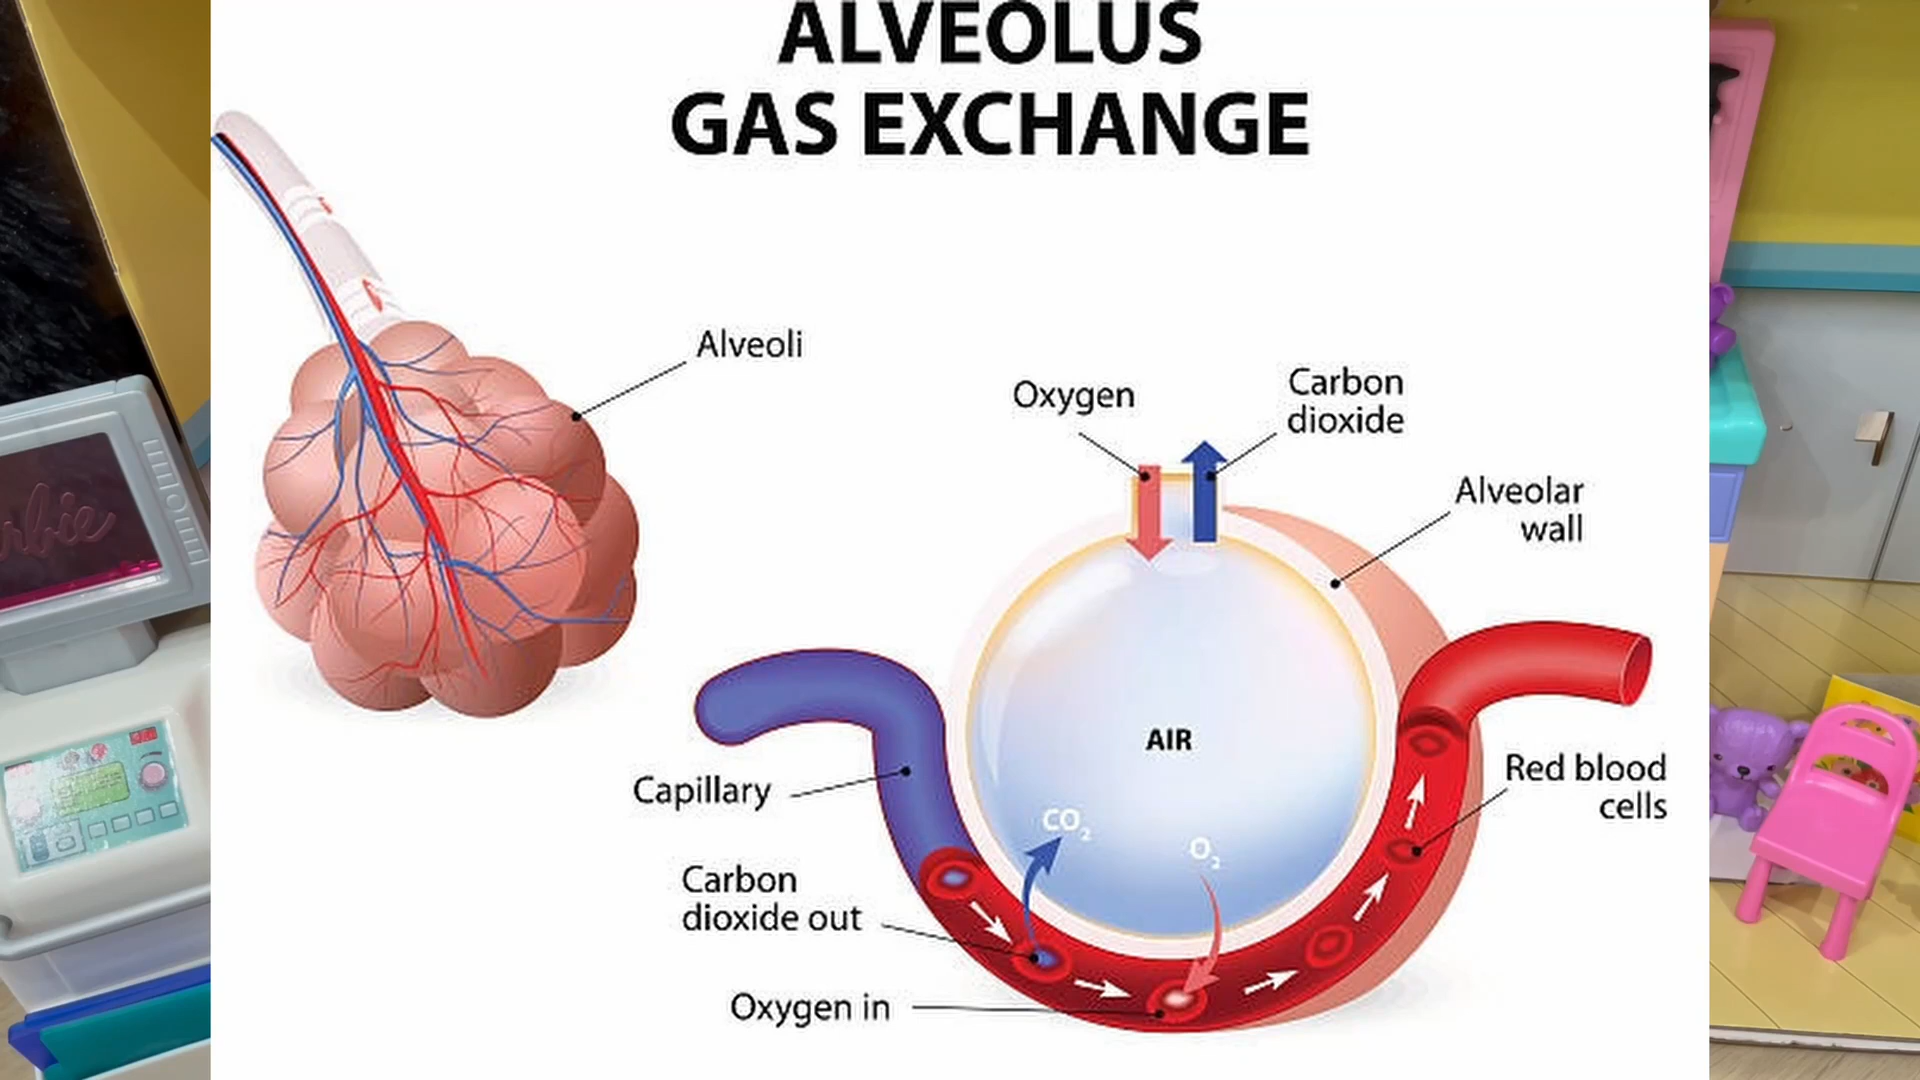 ALVEOLUS
GAS EXCHANGE
Alveoli
Oxygen
Carbon
dioxide
Alveolar
wall
AIR
Capillary
CO₂
O₂
Red blood
cells
Carbon
dioxide out
Oxygen in
rbie